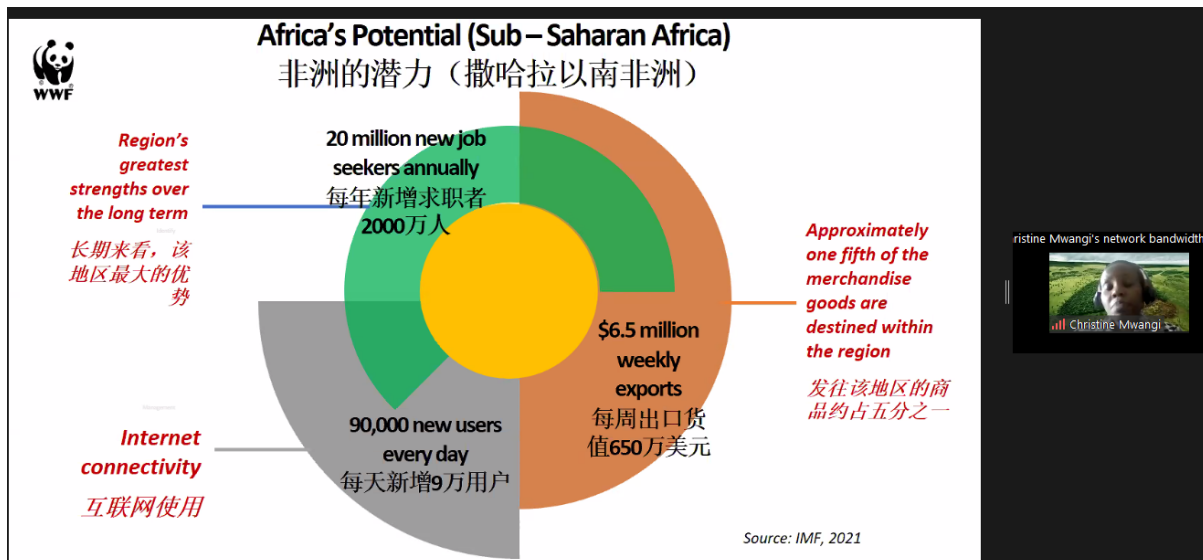 Africa's Potential (Sub – Saharan Africa)
非洲的潜力（撒哈拉以南非洲）
WWF
Region's
greatest
strengths over
the long term
长期来看，该
地区最大的优
势
20 million new job
seekers annually
每年新增求职者
2000万人
Approximately
one fifth of the
merchandise
goods are
destined within
the region
发往该地区的商
品约占五分之一
$6.5 million
weekly
exports
每周出口货
值650万美元
90,000 new users
every day
每天新增9万用户
Management
Internet
connectivity
互联网使用
Source: IMF, 2021
ristine Mwangi's network bandwidth
Christine Mwangi